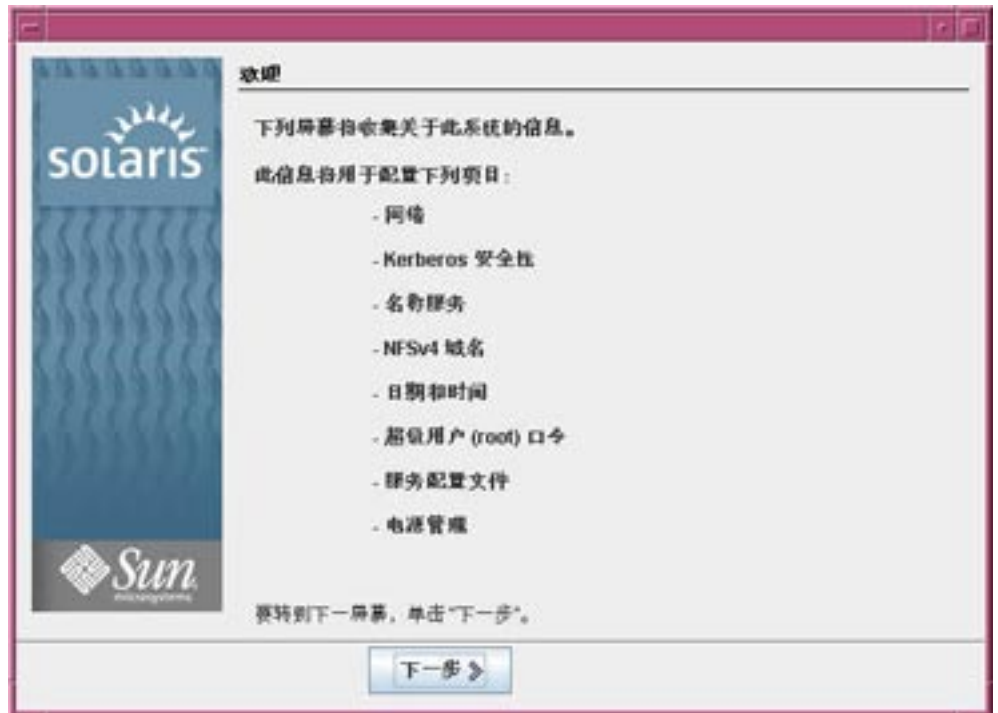 欢迎
solaris
下列屏幕将收集关于此系统的信息。
此信息将用于配置下列项目：
- 网络
- Kerberos 安全性
- 名称服务
- NFSv4 域名
- 日期和时间
- 超级用户 (root) 口令
- 服务配置文件
- 电源管理
Sun
microsystems
要转到下一屏幕，单击“下一步”。
下一步